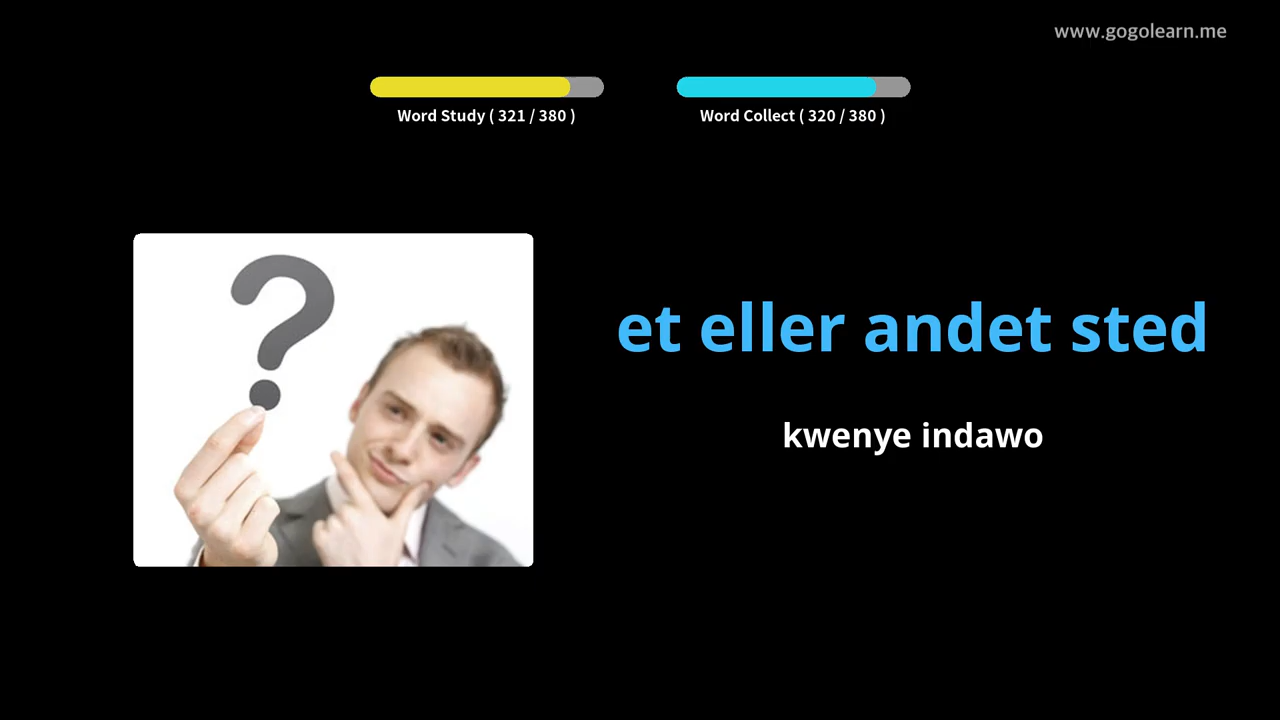 www.gogolearn.me
Word Study ( 321 / 380 )
Word Collect ( 320 / 380 )
?
et eller andet sted
kwenye indawo